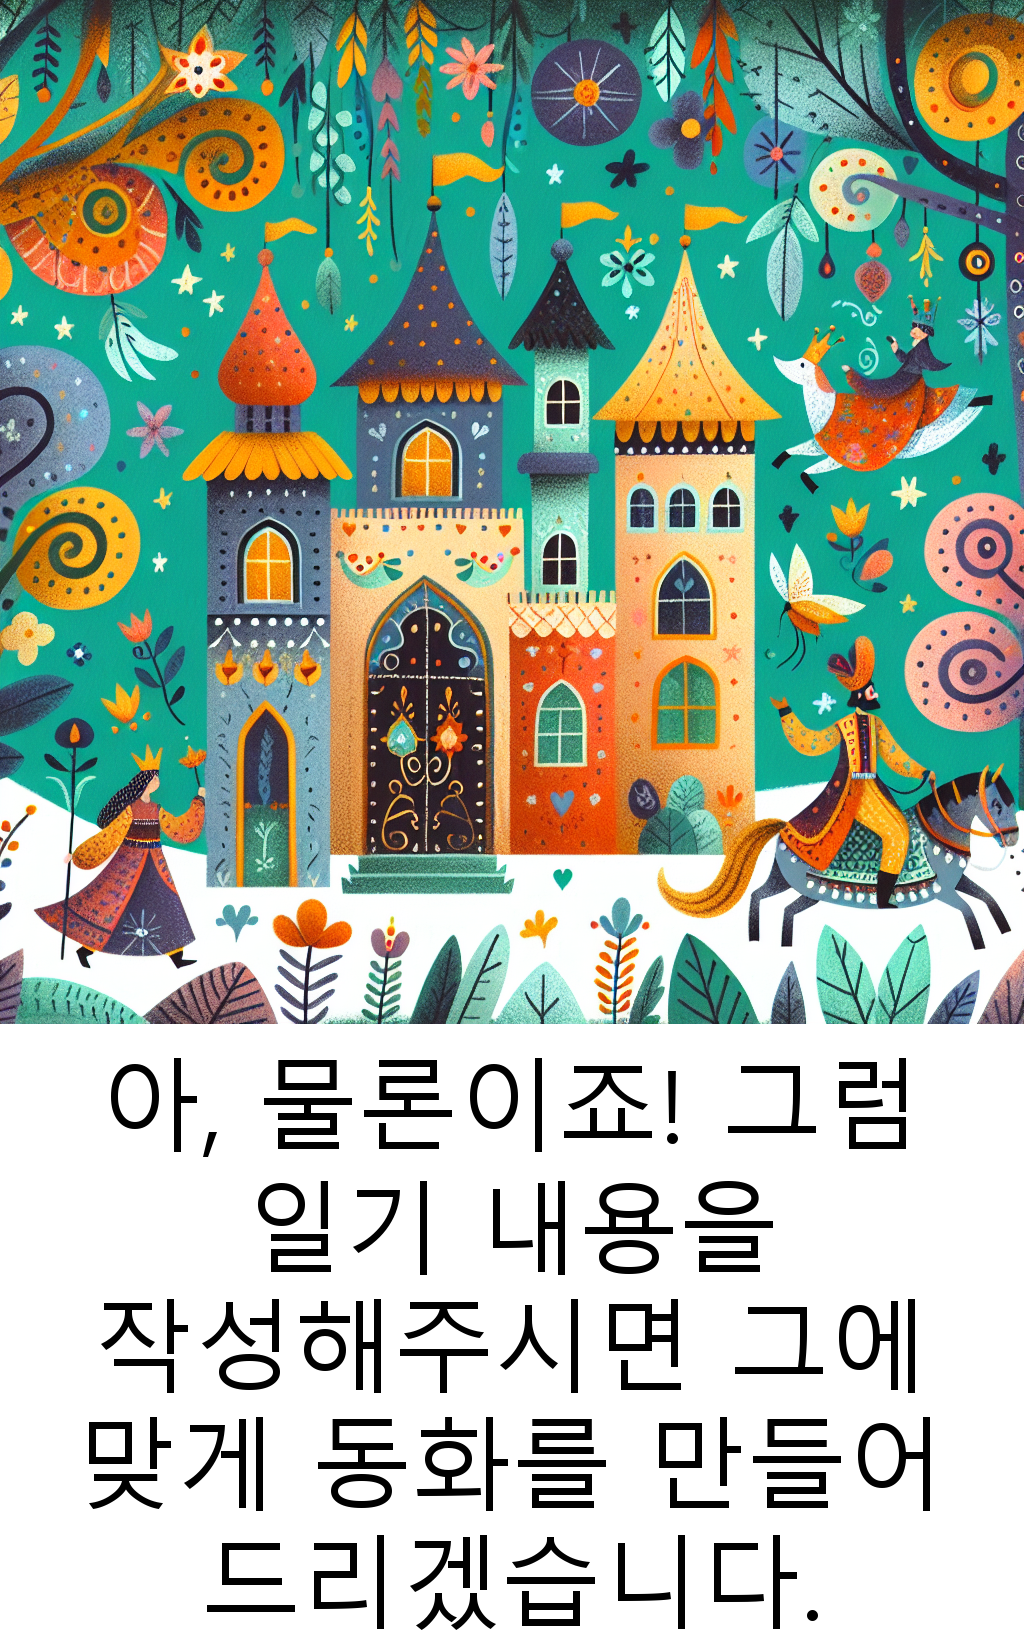 아, 물론이죠! 그럼
일기 내용을
작성해주시면 그에
맞게 동화를 만들어
드리겠습니다.